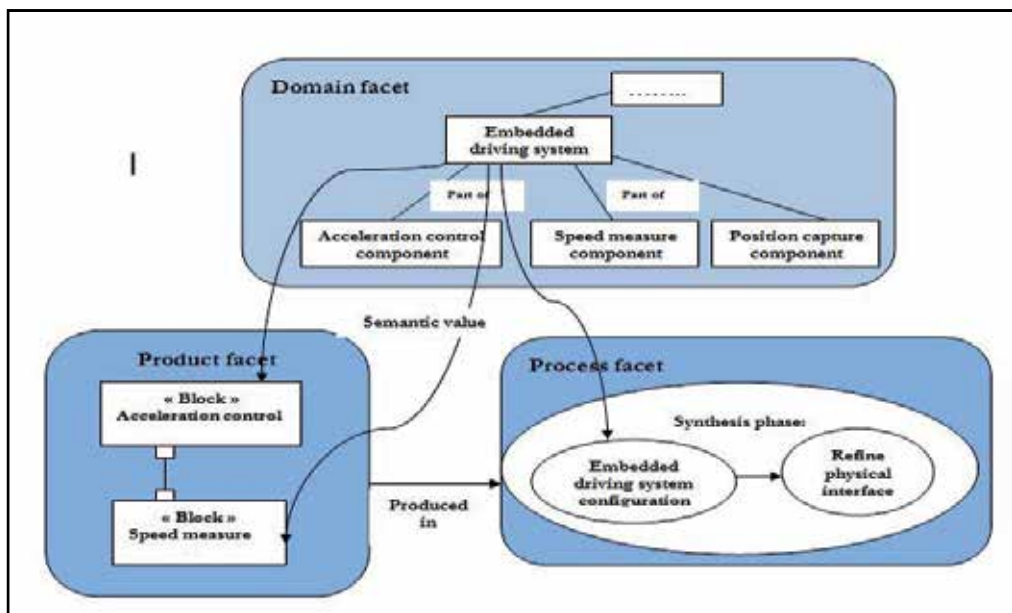 Domain facet
........
Embedded
driving system
Part of
Part of
Acceleration control
component
Speed measure
component
Position capture
component
Semantic value
Product facet
« Block »
Acceleration control
« Block »
Speed measure
Produced
in
Process facet
Synthesis phase:
Embedded
driving system
configuration
Refine
physical
interface